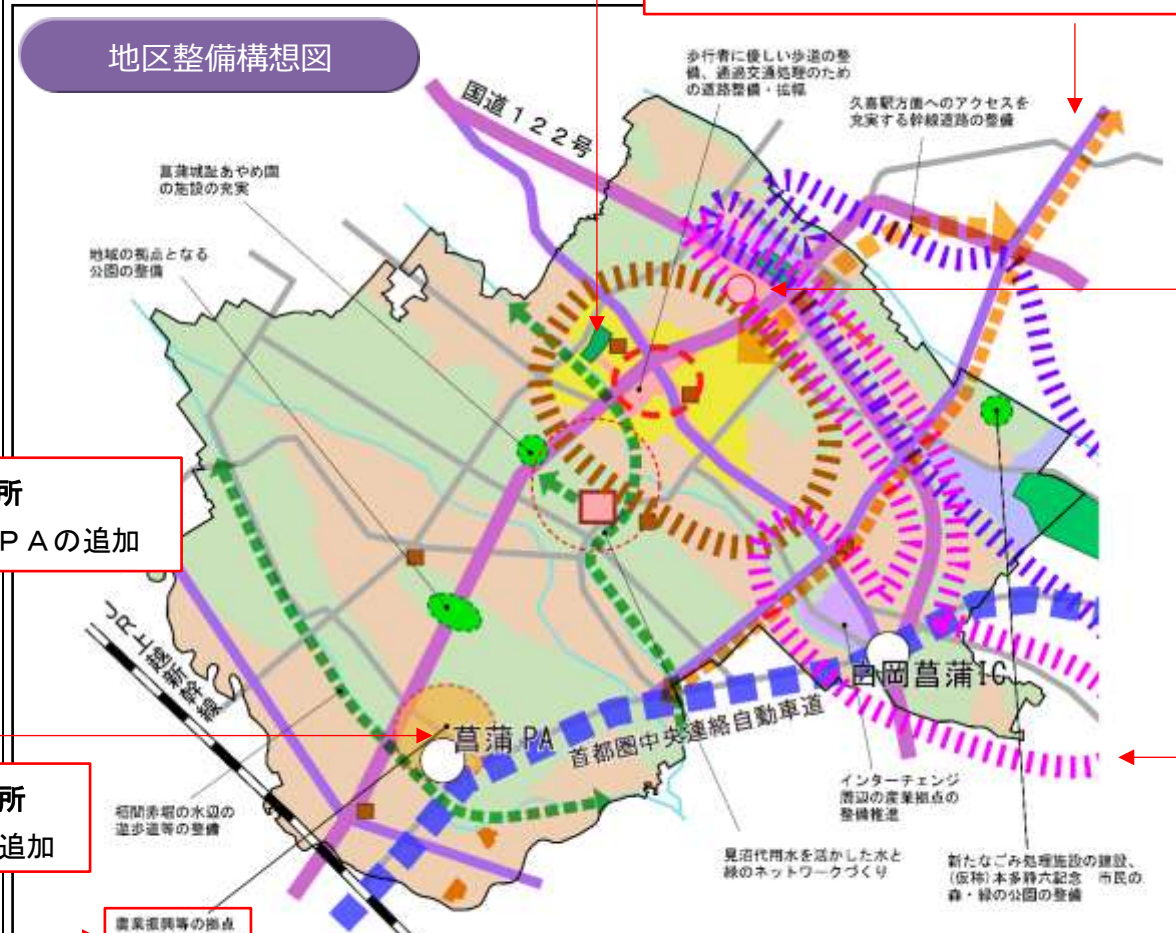 地区整備構想図
国道122号
歩行者に優しい歩道の整
備、通過交通処理のため
の道路整備・拡幅
久喜駅方面へのアクセスを
充実する幹線道路の整備
菖蒲城趾あやめ園
の施設の充実
地域の拠点となる
公園の整備
所
PAの追加
JR上越新幹線
菖蒲PA
首都圏中央連絡自動車道
白岡菖蒲IC
所
追加
栢間赤堀の水辺の
遊歩道等の整備
インターチェンジ
周辺の産業拠点の
整備推進
見沼代用水を活かした水と
緑のネットワークづくり
新たなごみ処理施設の建設、
(仮称)本多静六記念 市民の
森・緑の公園の整備
農業振興等の拠点